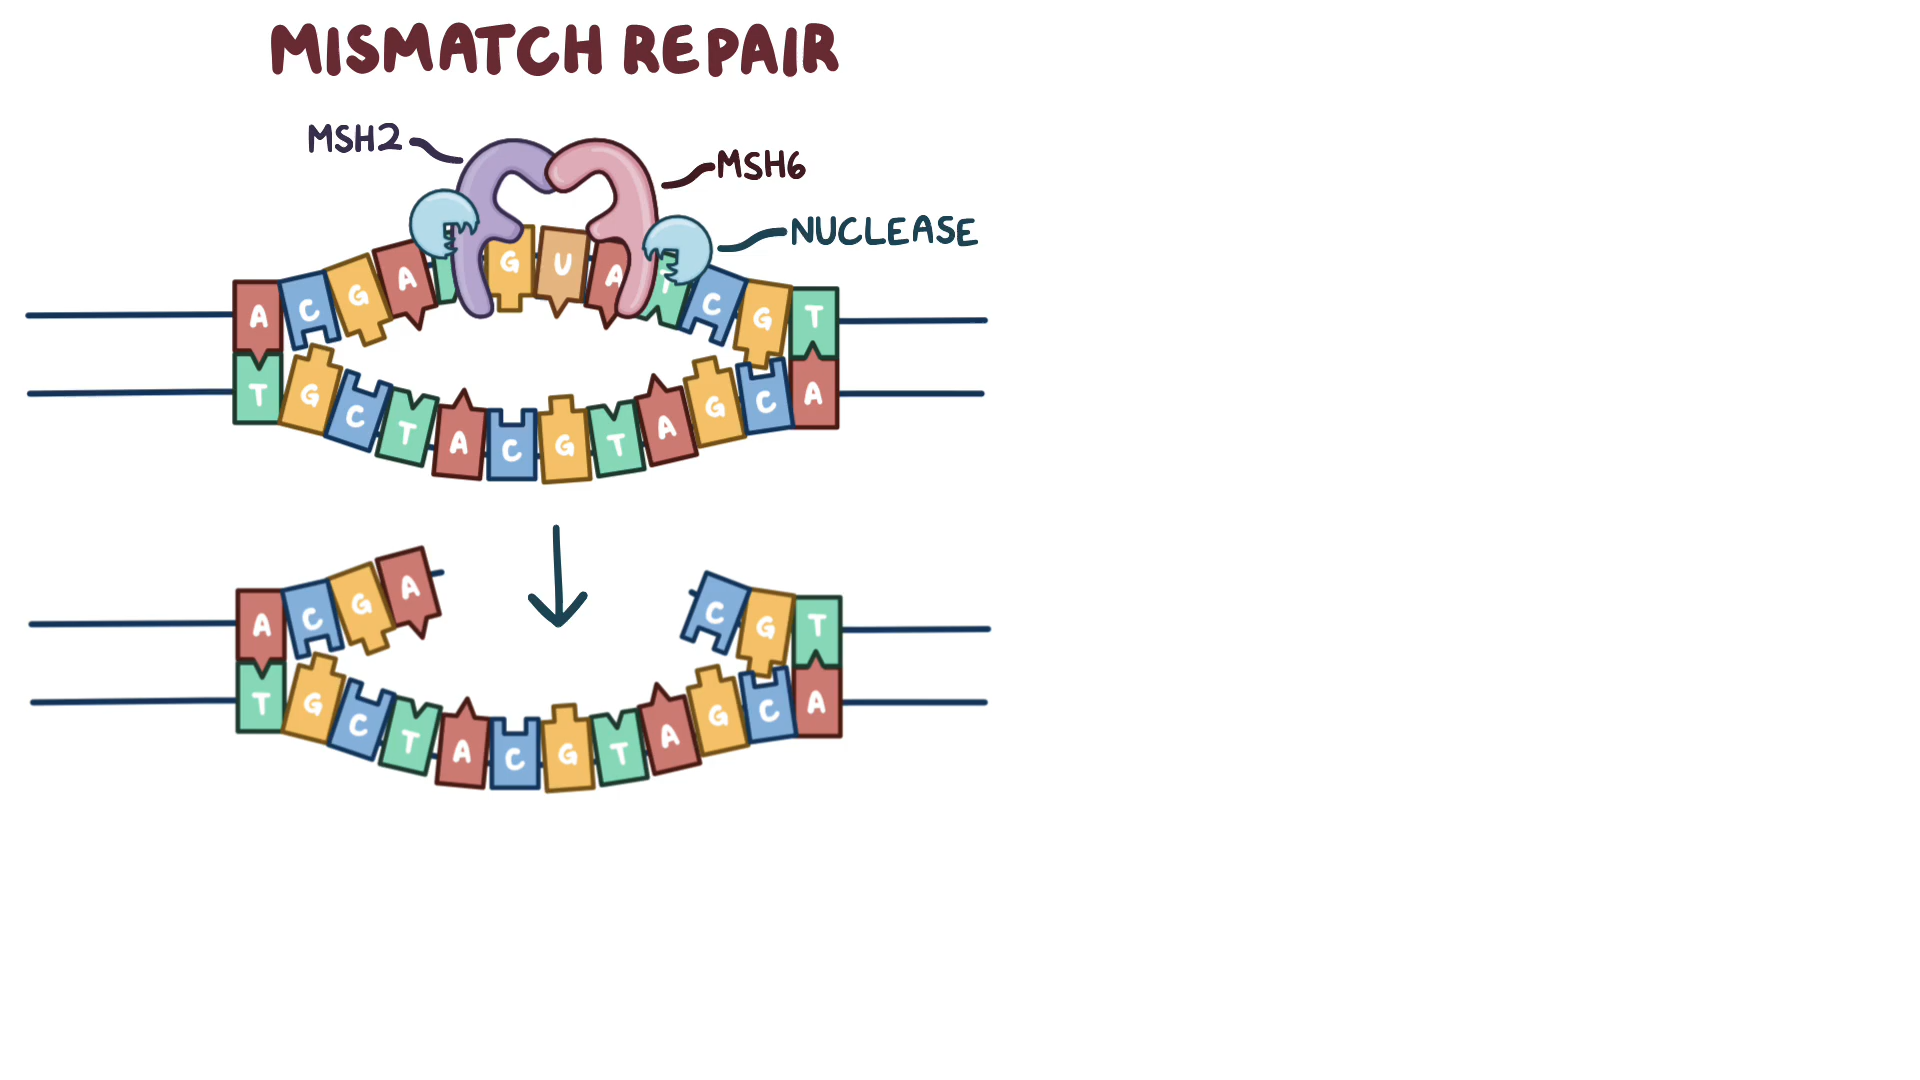 MISMATCH REPAIR
MSH2
MSH6
NUCLEASE
A C G A G U A T C G T
T G C T A C G T A G C A
A C G A C G T
T G C T A C G T A G C A